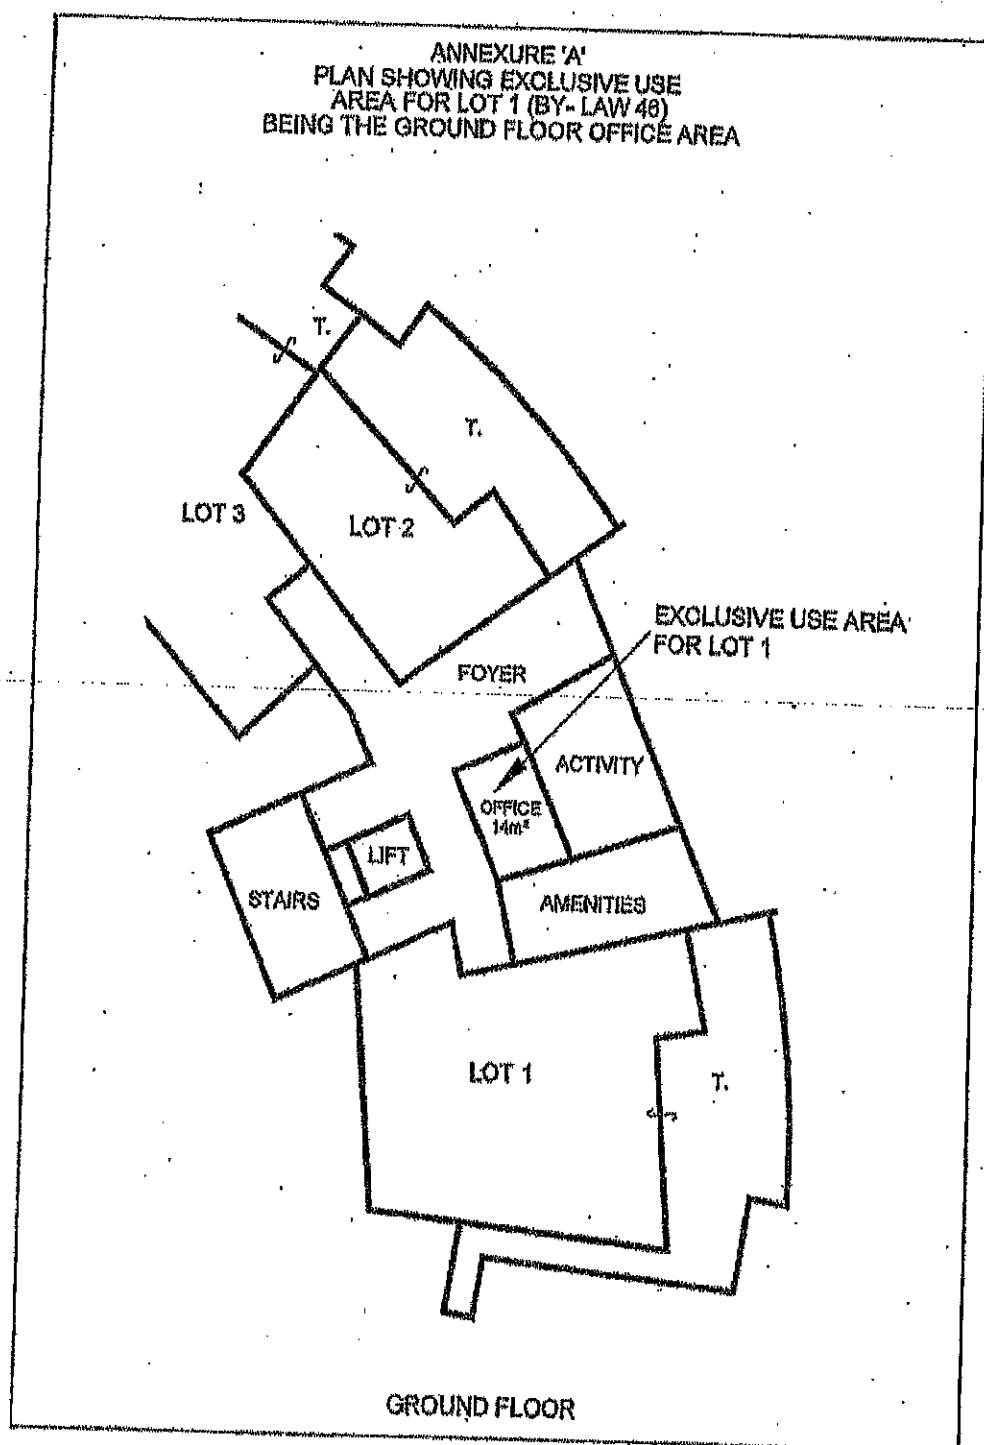 ANNEXURE 'A'
PLAN SHOWING EXCLUSIVE USE
AREA FOR LOT 1 (BY- LAW 46)
BEING THE GROUND FLOOR OFFICE AREA
T.
T.
LOT 3
LOT 2
EXCLUSIVE USE AREA
FOR LOT 1
FOYER
ACTIVITY
OFFICE
14m²
LIFT
STAIRS
AMENITIES
LOT 1
T.
GROUND FLOOR